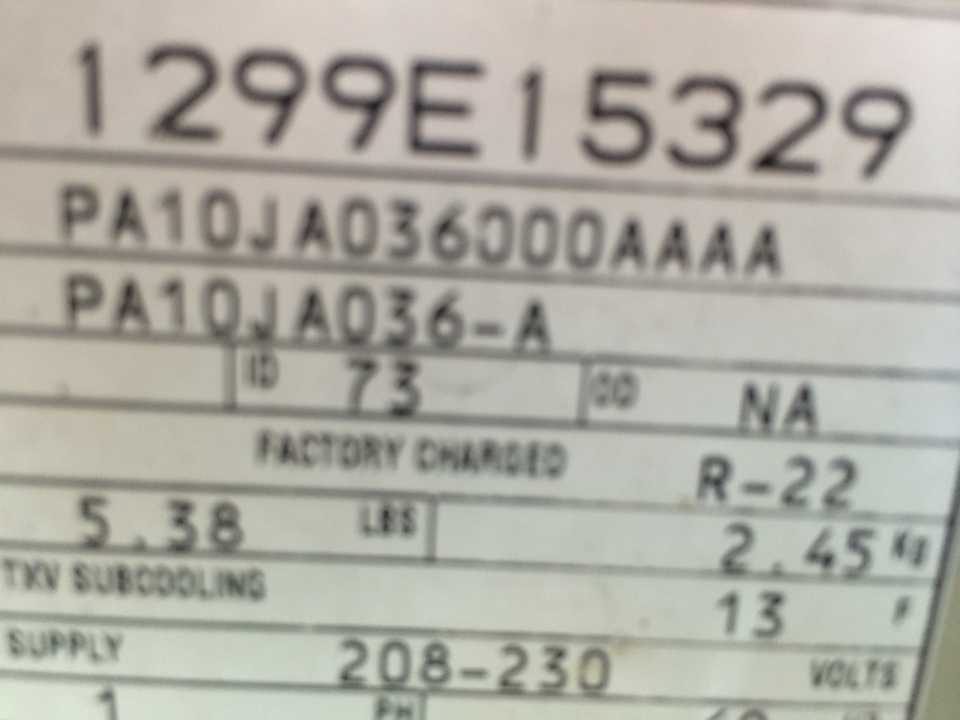 1299E15329
PA10JA036000AAAA
PA10JA036-A
ID 73 OD NA
FACTORY CHARGED R-22
5.38 LBS 2.45 KG
TXV SUBCOOLING 13 F
SUPPLY 208-230 VOLTS
1 PH